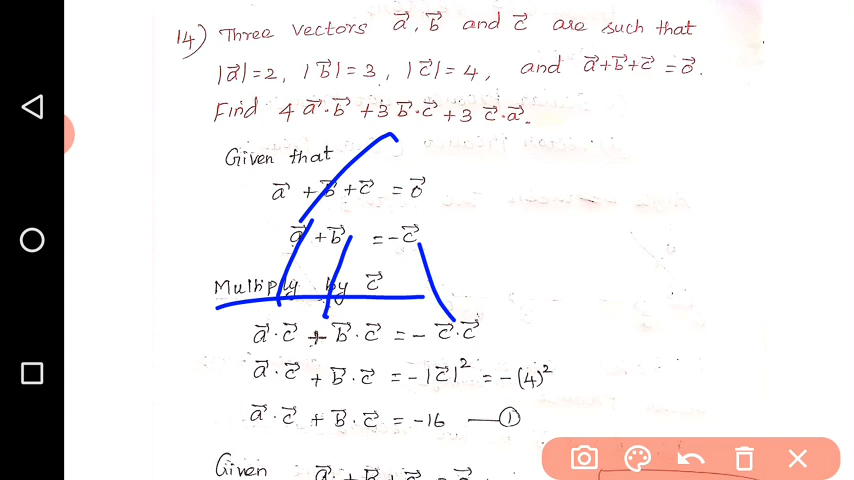 14) Three vectors a⃗, b⃗ and c⃗ are such that
|a⃗|=2, |b⃗|=3, |c⃗|=4, and a⃗+b⃗+c⃗=0⃗.
Find 4 a⃗·b⃗ +3 b⃗·c⃗ +3 c⃗·a⃗.
Given that
a⃗ + b⃗ + c⃗ = 0⃗
a⃗ + b⃗ = -c⃗
Multiply by c⃗
a⃗·c⃗ + b⃗·c⃗ = - c⃗·c⃗
a⃗·c⃗ + b⃗·c⃗ = -|c⃗|² = -(4)²
a⃗·c⃗ + b⃗·c⃗ = -16 —①
Given a⃗ + b⃗ + c⃗ = 0⃗